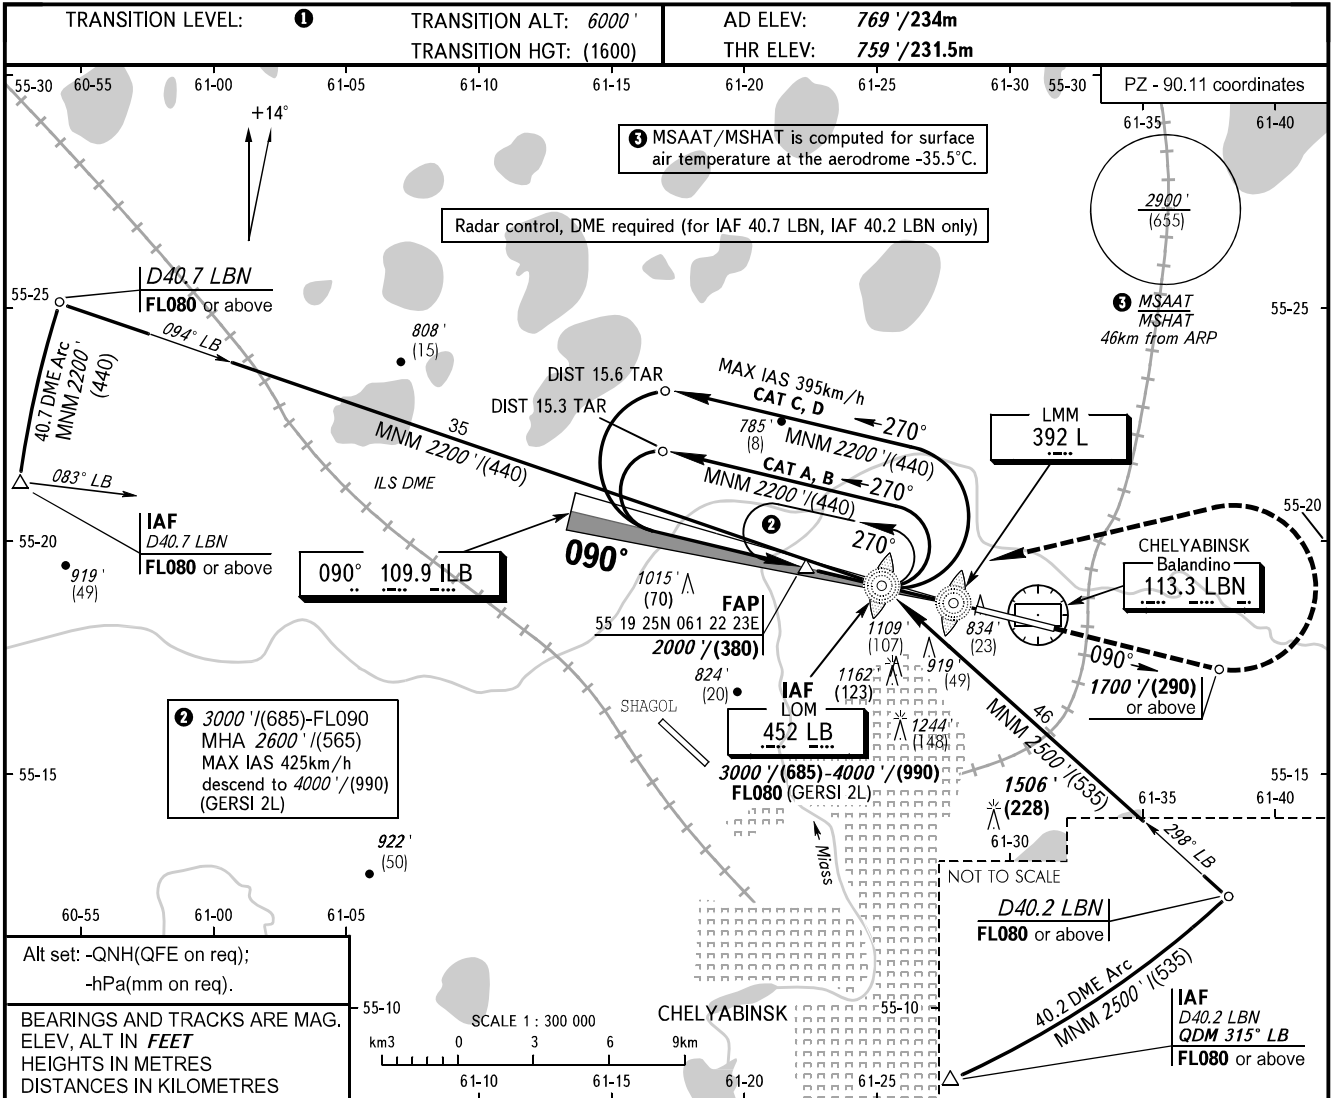 TRANSITION LEVEL: ❶
TRANSITION ALT: 6000'
TRANSITION HGT: (1600)
AD ELEV: 769'/234m
THR ELEV: 759'/231.5m
55-30 60-55 61-00 61-05 61-10 61-15 61-20 61-25 61-30 55-30
PZ - 90.11 coordinates
61-35 61-40
+14°
❸ MSAAT/MSHAT is computed for surface
air temperature at the aerodrome -35.5°C.
Radar control, DME required (for IAF 40.7 LBN, IAF 40.2 LBN only)
2900'
(655)
❸ MSAAT
MSHAT
46km from ARP
D40.7 LBN
FL080 or above
55-25
55-25
094° LB
40.7 DME Arc
MNM 2200'
(440)
808'
(15)
DIST 15.6 TAR
DIST 15.3 TAR
MAX IAS 395km/h
CAT C, D
270°
785'
(8)
MNM 2200'/(440)
CAT A, B
270°
MNM 2200'/(440)
❷
270°
35
MNM 2200'/(440)
ILS DME
LMM
392 L
083° LB
IAF
D40.7 LBN
FL080 or above
55-20
55-20
919'
(49)
090° 109.9 ILB
090°
1015'
(70)
FAP
55 19 25N 061 22 23E
2000'/(380)
CHELYABINSK
Balandino
113.3 LBN
834'
(23)
1109'
(107)
919'
(49)
1162'
(123)
824'
(20)
090°
1700'/(290)
or above
IAF
LOM
452 LB
3000'/(685)-4000'/(990)
FL080 (GERSI 2L)
1244'
(148)
46
MNM 2500'/(535)
SHAGOL
❷ 3000'/(685)-FL090
MHA 2600'/(565)
MAX IAS 425km/h
descend to 4000'/(990)
(GERSI 2L)
55-15
55-15
1506'
(228)
61-35 61-40
61-30
298° LB
Miass
922'
(50)
NOT TO SCALE
D40.2 LBN
FL080 or above
60-55 61-00 61-05
40.2 DME Arc
MNM 2500'/(535)
IAF
D40.2 LBN
QDM 315° LB
FL080 or above
Alt set: -QNH(QFE on req);
-hPa(mm on req).
55-10
55-10
CHELYABINSK
SCALE 1 : 300 000
km3 0 3 6 9km
61-10 61-15 61-20 61-25
BEARINGS AND TRACKS ARE MAG.
ELEV, ALT IN FEET
HEIGHTS IN METRES
DISTANCES IN KILOMETRES